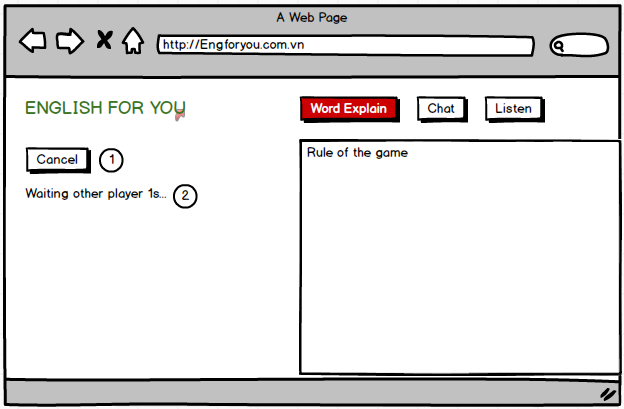 A Web Page
http://Engforyou.com.vn
ENGLISH FOR YOU
Word Explain
Chat
Listen
Cancel
1
Waiting other player 1s...
2
Rule of the game